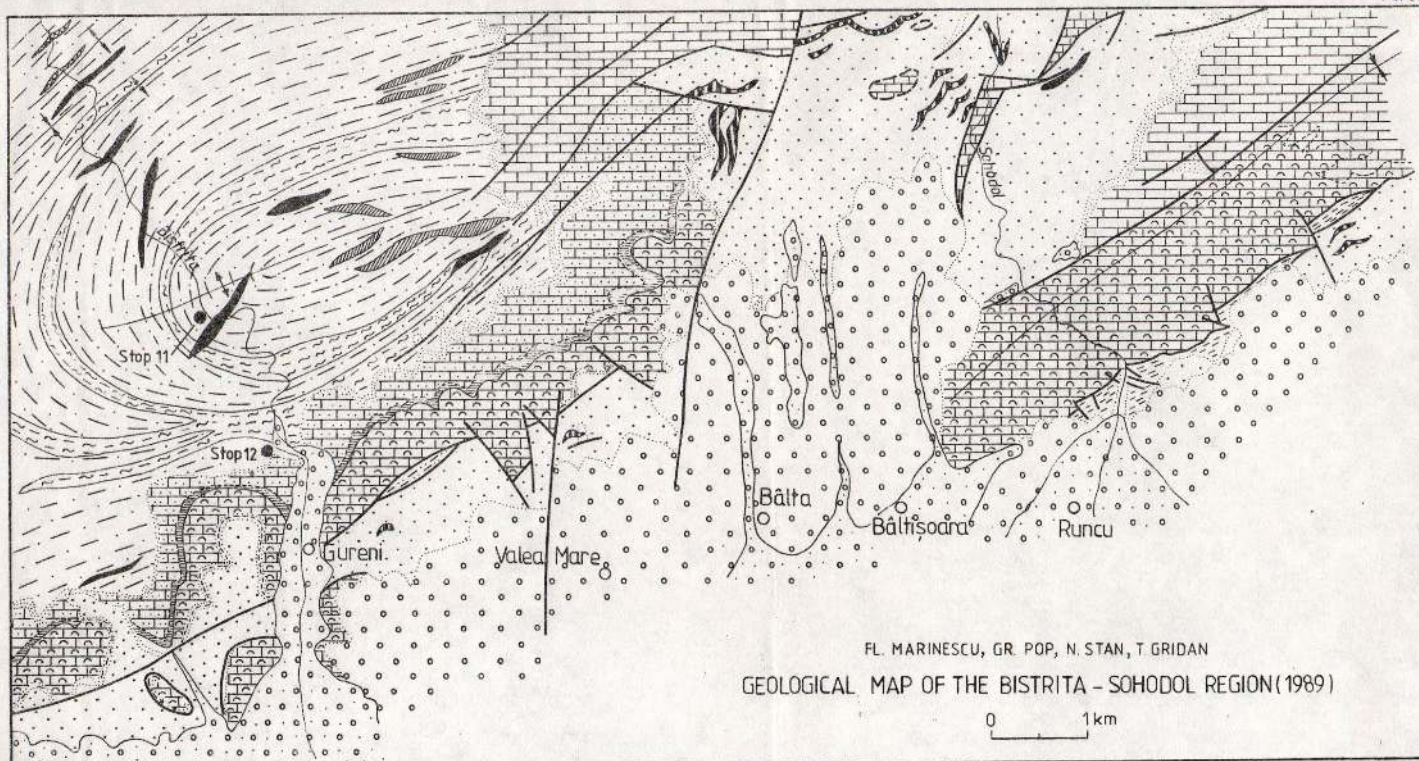 Sohodol
Bistrita
Stop 11
Stop 12
Gureni
Valea Mare
Bâlta
Bâltișoara
Runcu
FL. MARINESCU, GR. POP, N. STAN, T. GRIDAN
GEOLOGICAL MAP OF THE BISTRITA – SOHODOL REGION (1989)
0 1km